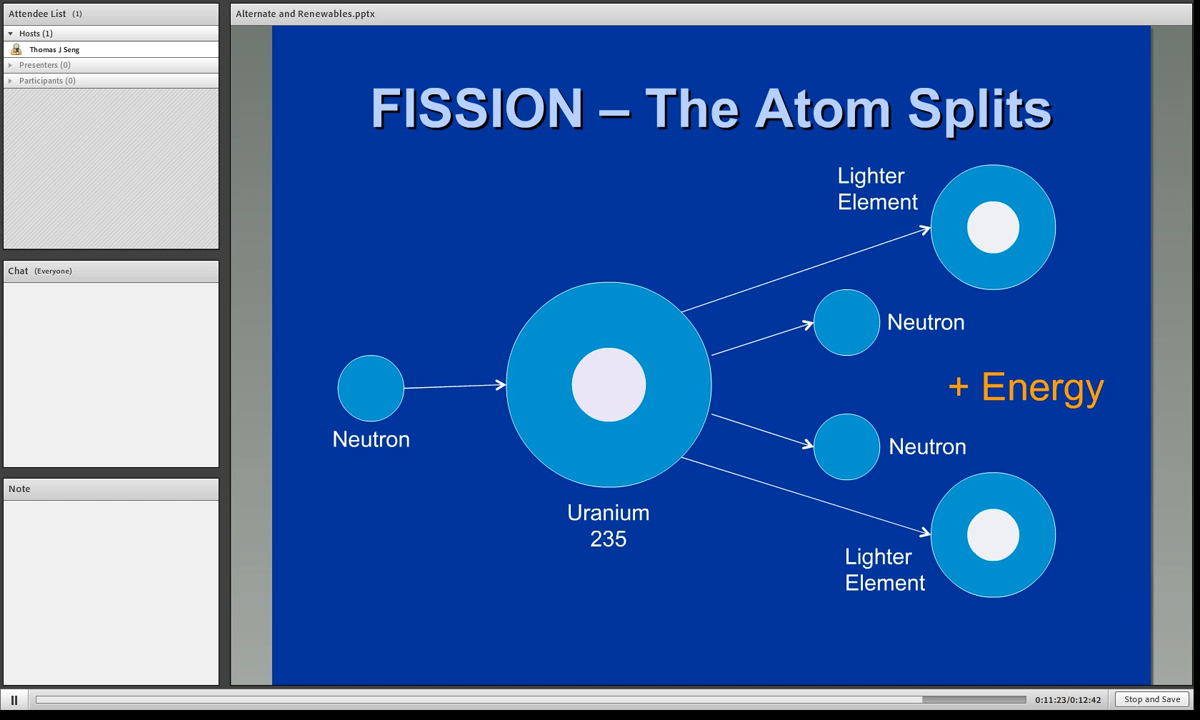 Attendee List (1)
Hosts (1)
Thomas J Seng
Presenters (0)
Participants (0)
Chat (Everyone)
Note
Alternate and Renewables.pptx
FISSION – The Atom Splits
Lighter
Element
Neutron
+ Energy
Neutron
Neutron
Uranium
235
Lighter
Element
0:11:23/0:12:42
Stop and Save